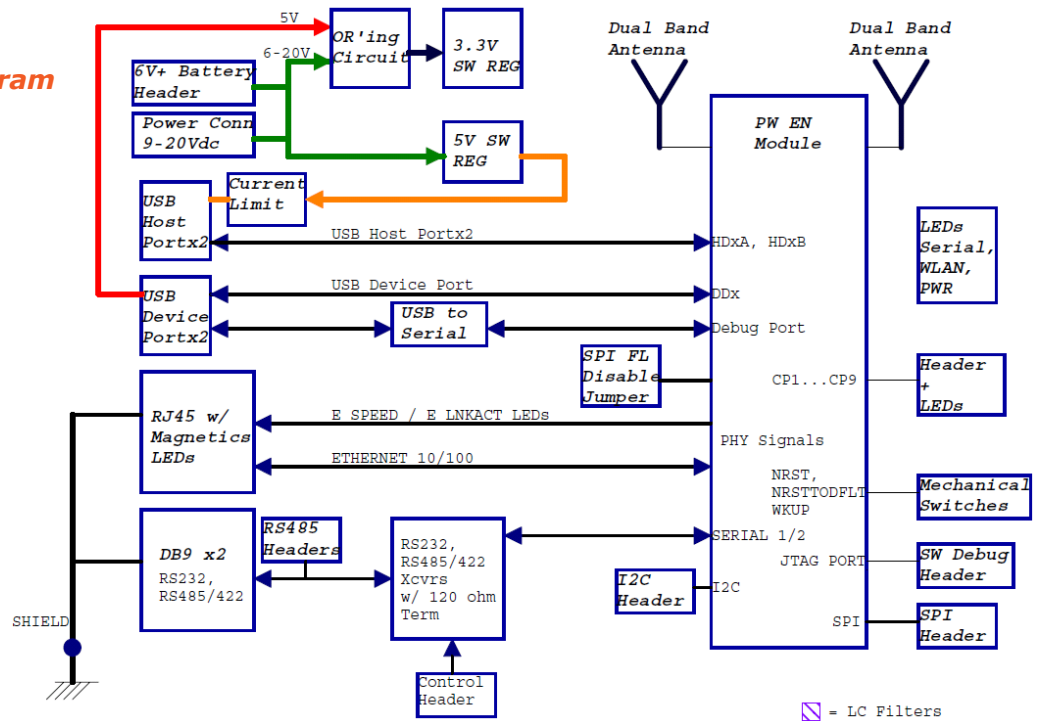 ram
5V
6-20V
OR'ing
Circuit
3.3V
SW REG
6V+ Battery
Header
Power Conn
9-20Vdc
5V SW
REG
Current
Limit
USB
Host
Portx2
USB Host Portx2
USB
Device
Portx2
USB Device Port
USB to
Serial
SPI FL
Disable
Jumper
RJ45 w/
Magnetics
LEDs
E SPEED / E LNKACT LEDs
ETHERNET 10/100
DB9 x2
RS232,
RS485/422
RS485
Headers
RS232,
RS485/422
Xcvrs
w/ 120 ohm
Term
Control
Header
SHIELD
I2C
Header
Dual Band
Antenna
Dual Band
Antenna
PW EN
Module
HDxA, HDxB
DDx
Debug Port
CP1...CP9
PHY Signals
NRST,
NRSTTODFLT
WKUP
SERIAL 1/2
JTAG PORT
I2C
SPI
LEDs
Serial,
WLAN,
PWR
Header
+
LEDs
Mechanical
Switches
SW Debug
Header
SPI
Header
= LC Filters